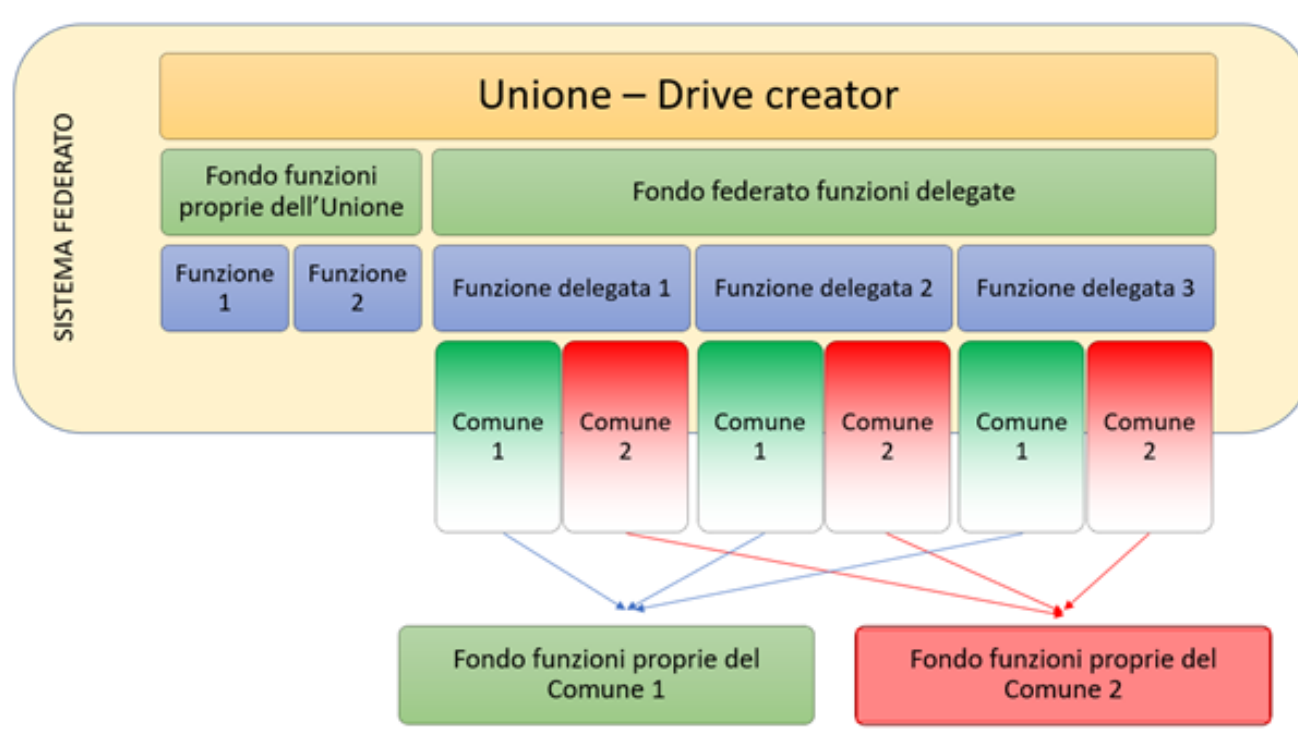 SISTEMA FEDERATO
Unione – Drive creator
Fondo funzioni
proprie dell'Unione
Fondo federato funzioni delegate
Funzione
1
Funzione
2
Funzione delegata 1
Funzione delegata 2
Funzione delegata 3
Comune
1
Comune
2
Comune
1
Comune
2
Comune
1
Comune
2
Fondo funzioni proprie del
Comune 1
Fondo funzioni proprie del
Comune 2